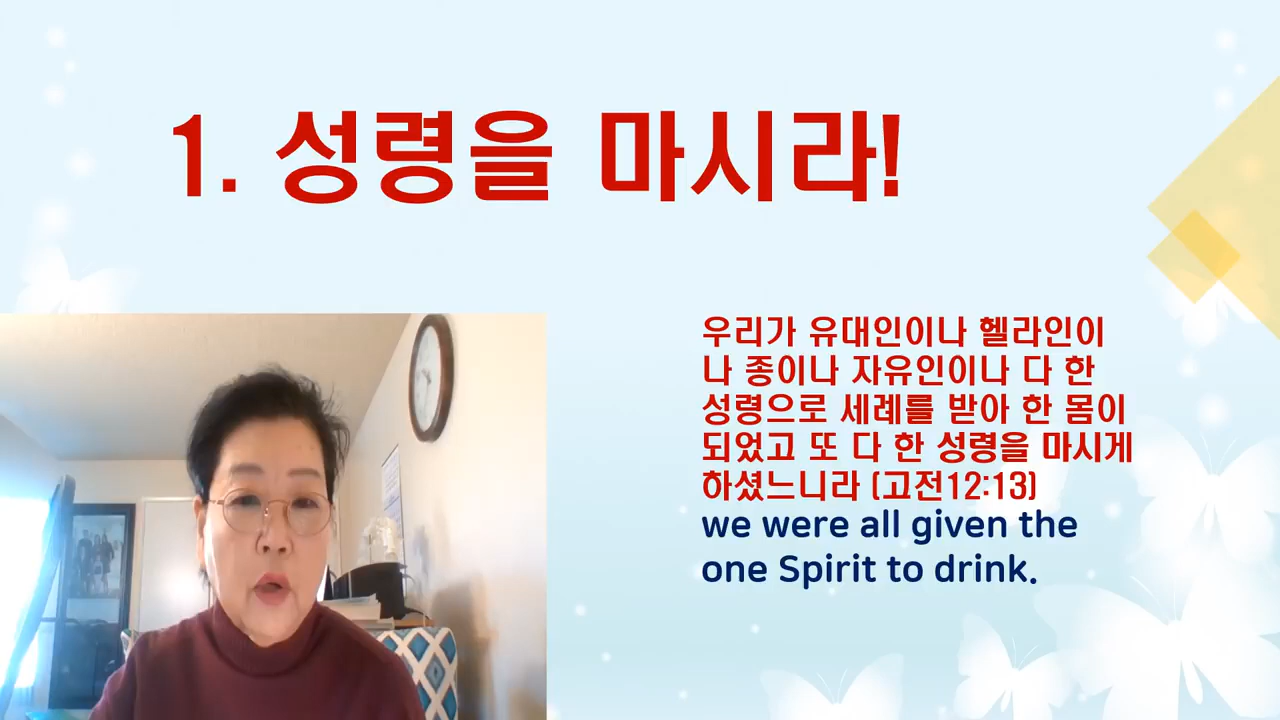 1. 성령을 마시라!
우리가 유대인이나 헬라인이
나 종이나 자유인이나 다 한
성령으로 세례를 받아 한 몸이
되었고 또 다 한 성령을 마시게
하셨느니라 (고전12:13)
we were all given the
one Spirit to drink.